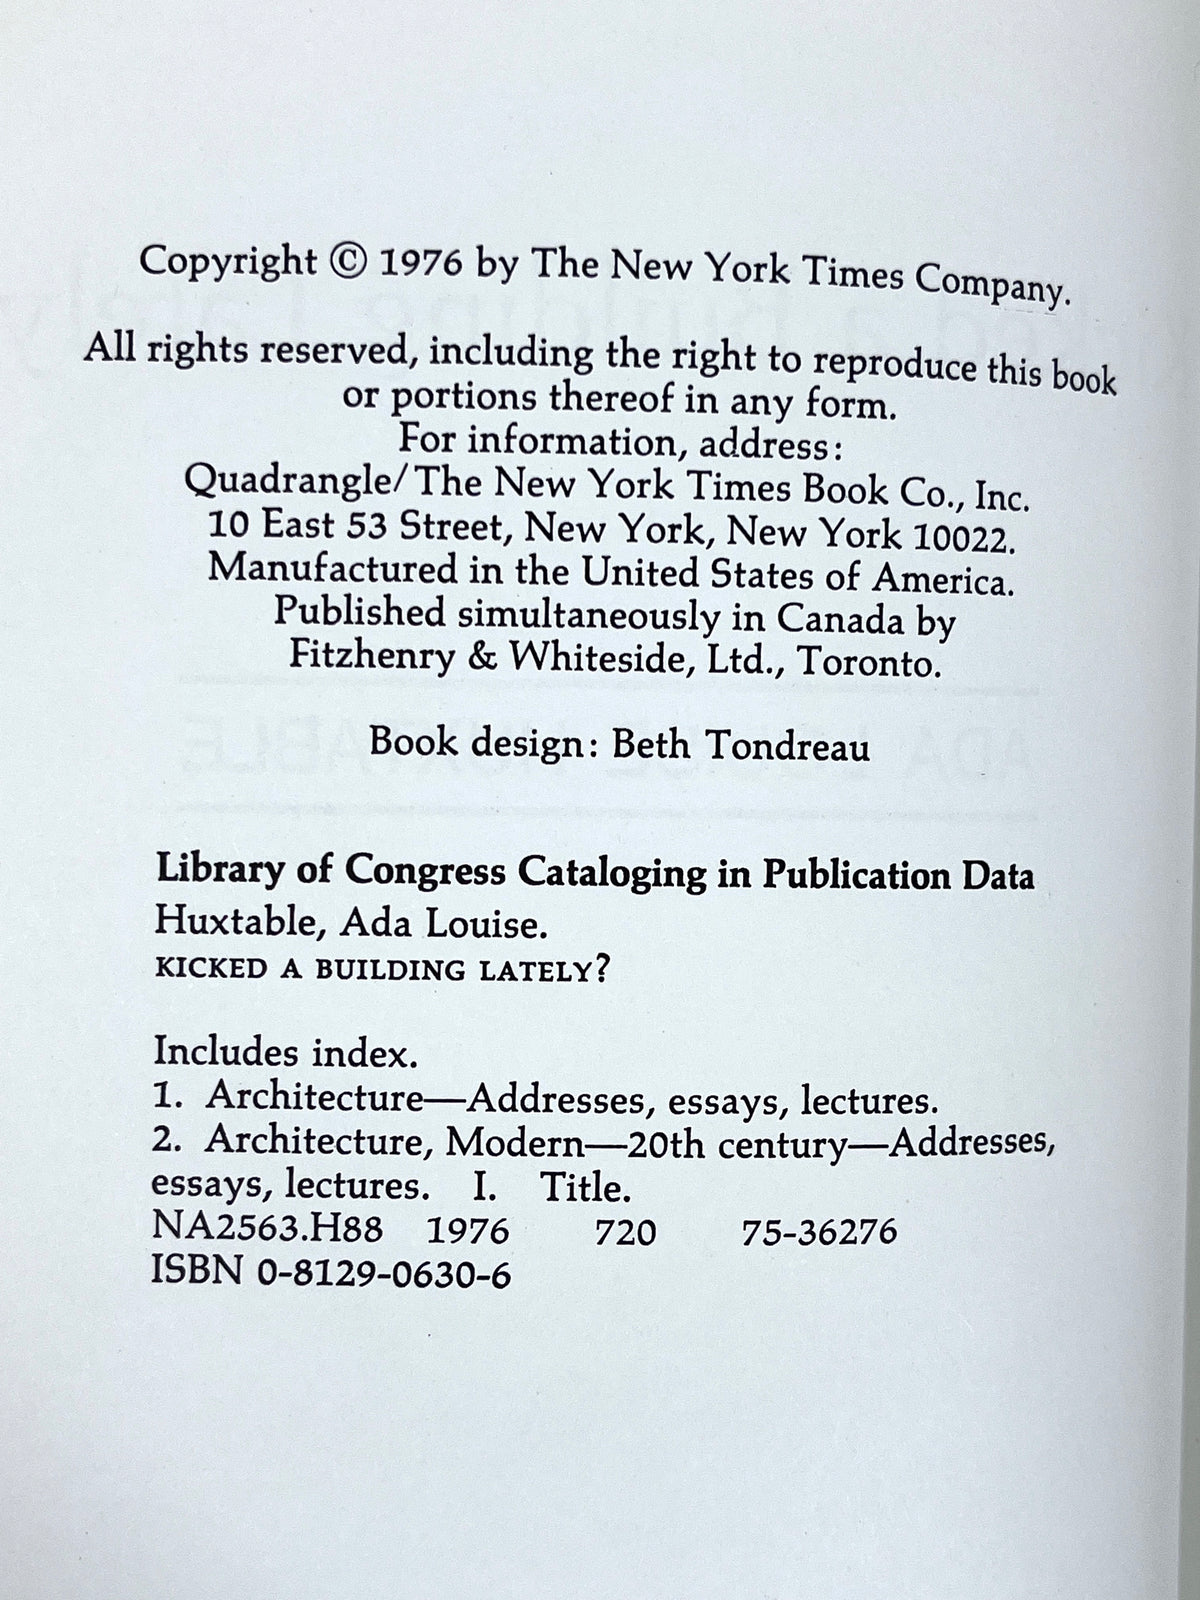 Copyright © 1976 by The New York Times Company.
All rights reserved, including the right to reproduce this book
or portions thereof in any form.
For information, address:
Quadrangle/The New York Times Book Co., Inc.
10 East 53 Street, New York, New York 10022.
Manufactured in the United States of America.
Published simultaneously in Canada by
Fitzhenry & Whiteside, Ltd., Toronto.
Book design: Beth Tondreau
Library of Congress Cataloging in Publication Data
Huxtable, Ada Louise.
KICKED A BUILDING LATELY?
Includes index.
1. Architecture—Addresses, essays, lectures.
2. Architecture, Modern—20th century—Addresses,
essays, lectures. I. Title.
NA2563.H88 1976 720 75-36276
ISBN 0-8129-0630-6